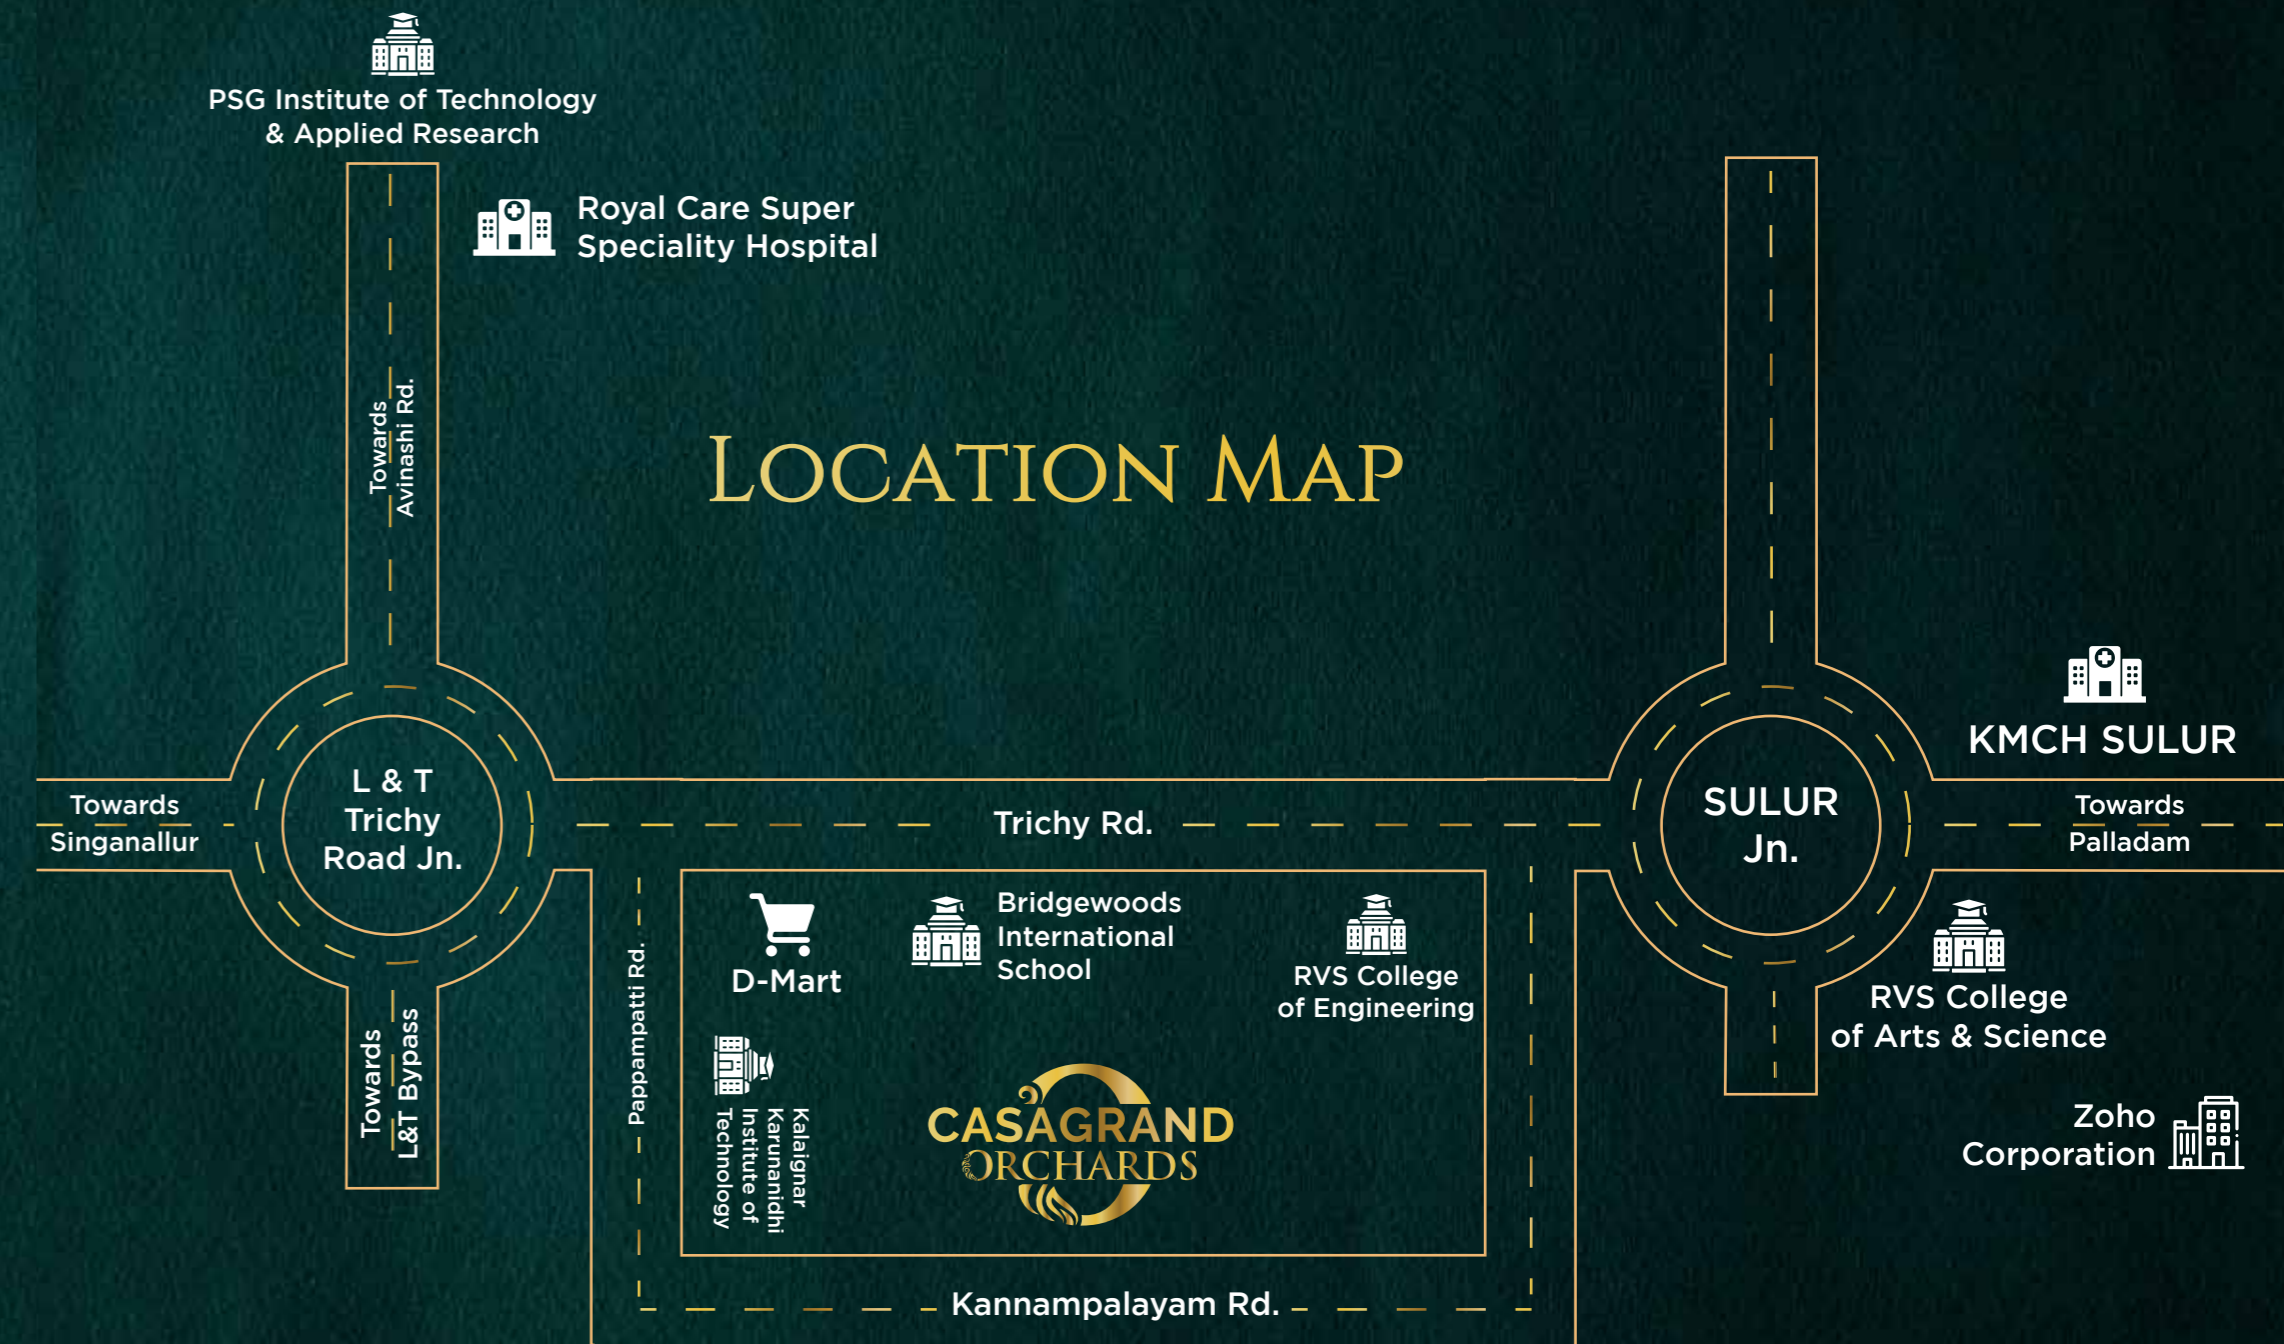 PSG Institute of Technology
& Applied Research
Royal Care Super
Speciality Hospital
Towards
Avinashi Rd.
LOCATION MAP
KMCH SULUR
Towards
Singanallur
L & T
Trichy
Road Jn.
Trichy Rd.
SULUR
Jn.
Towards
Palladam
Towards
L&T Bypass
Pappampatti Rd.
D-Mart
Bridgewoods
International
School
RVS College
of Engineering
RVS College
of Arts & Science
Kalaignar
Karunanidhi
Institute of
Technology
CASAGRAND
ORCHARDS
Zoho
Corporation
Kannampalayam Rd.